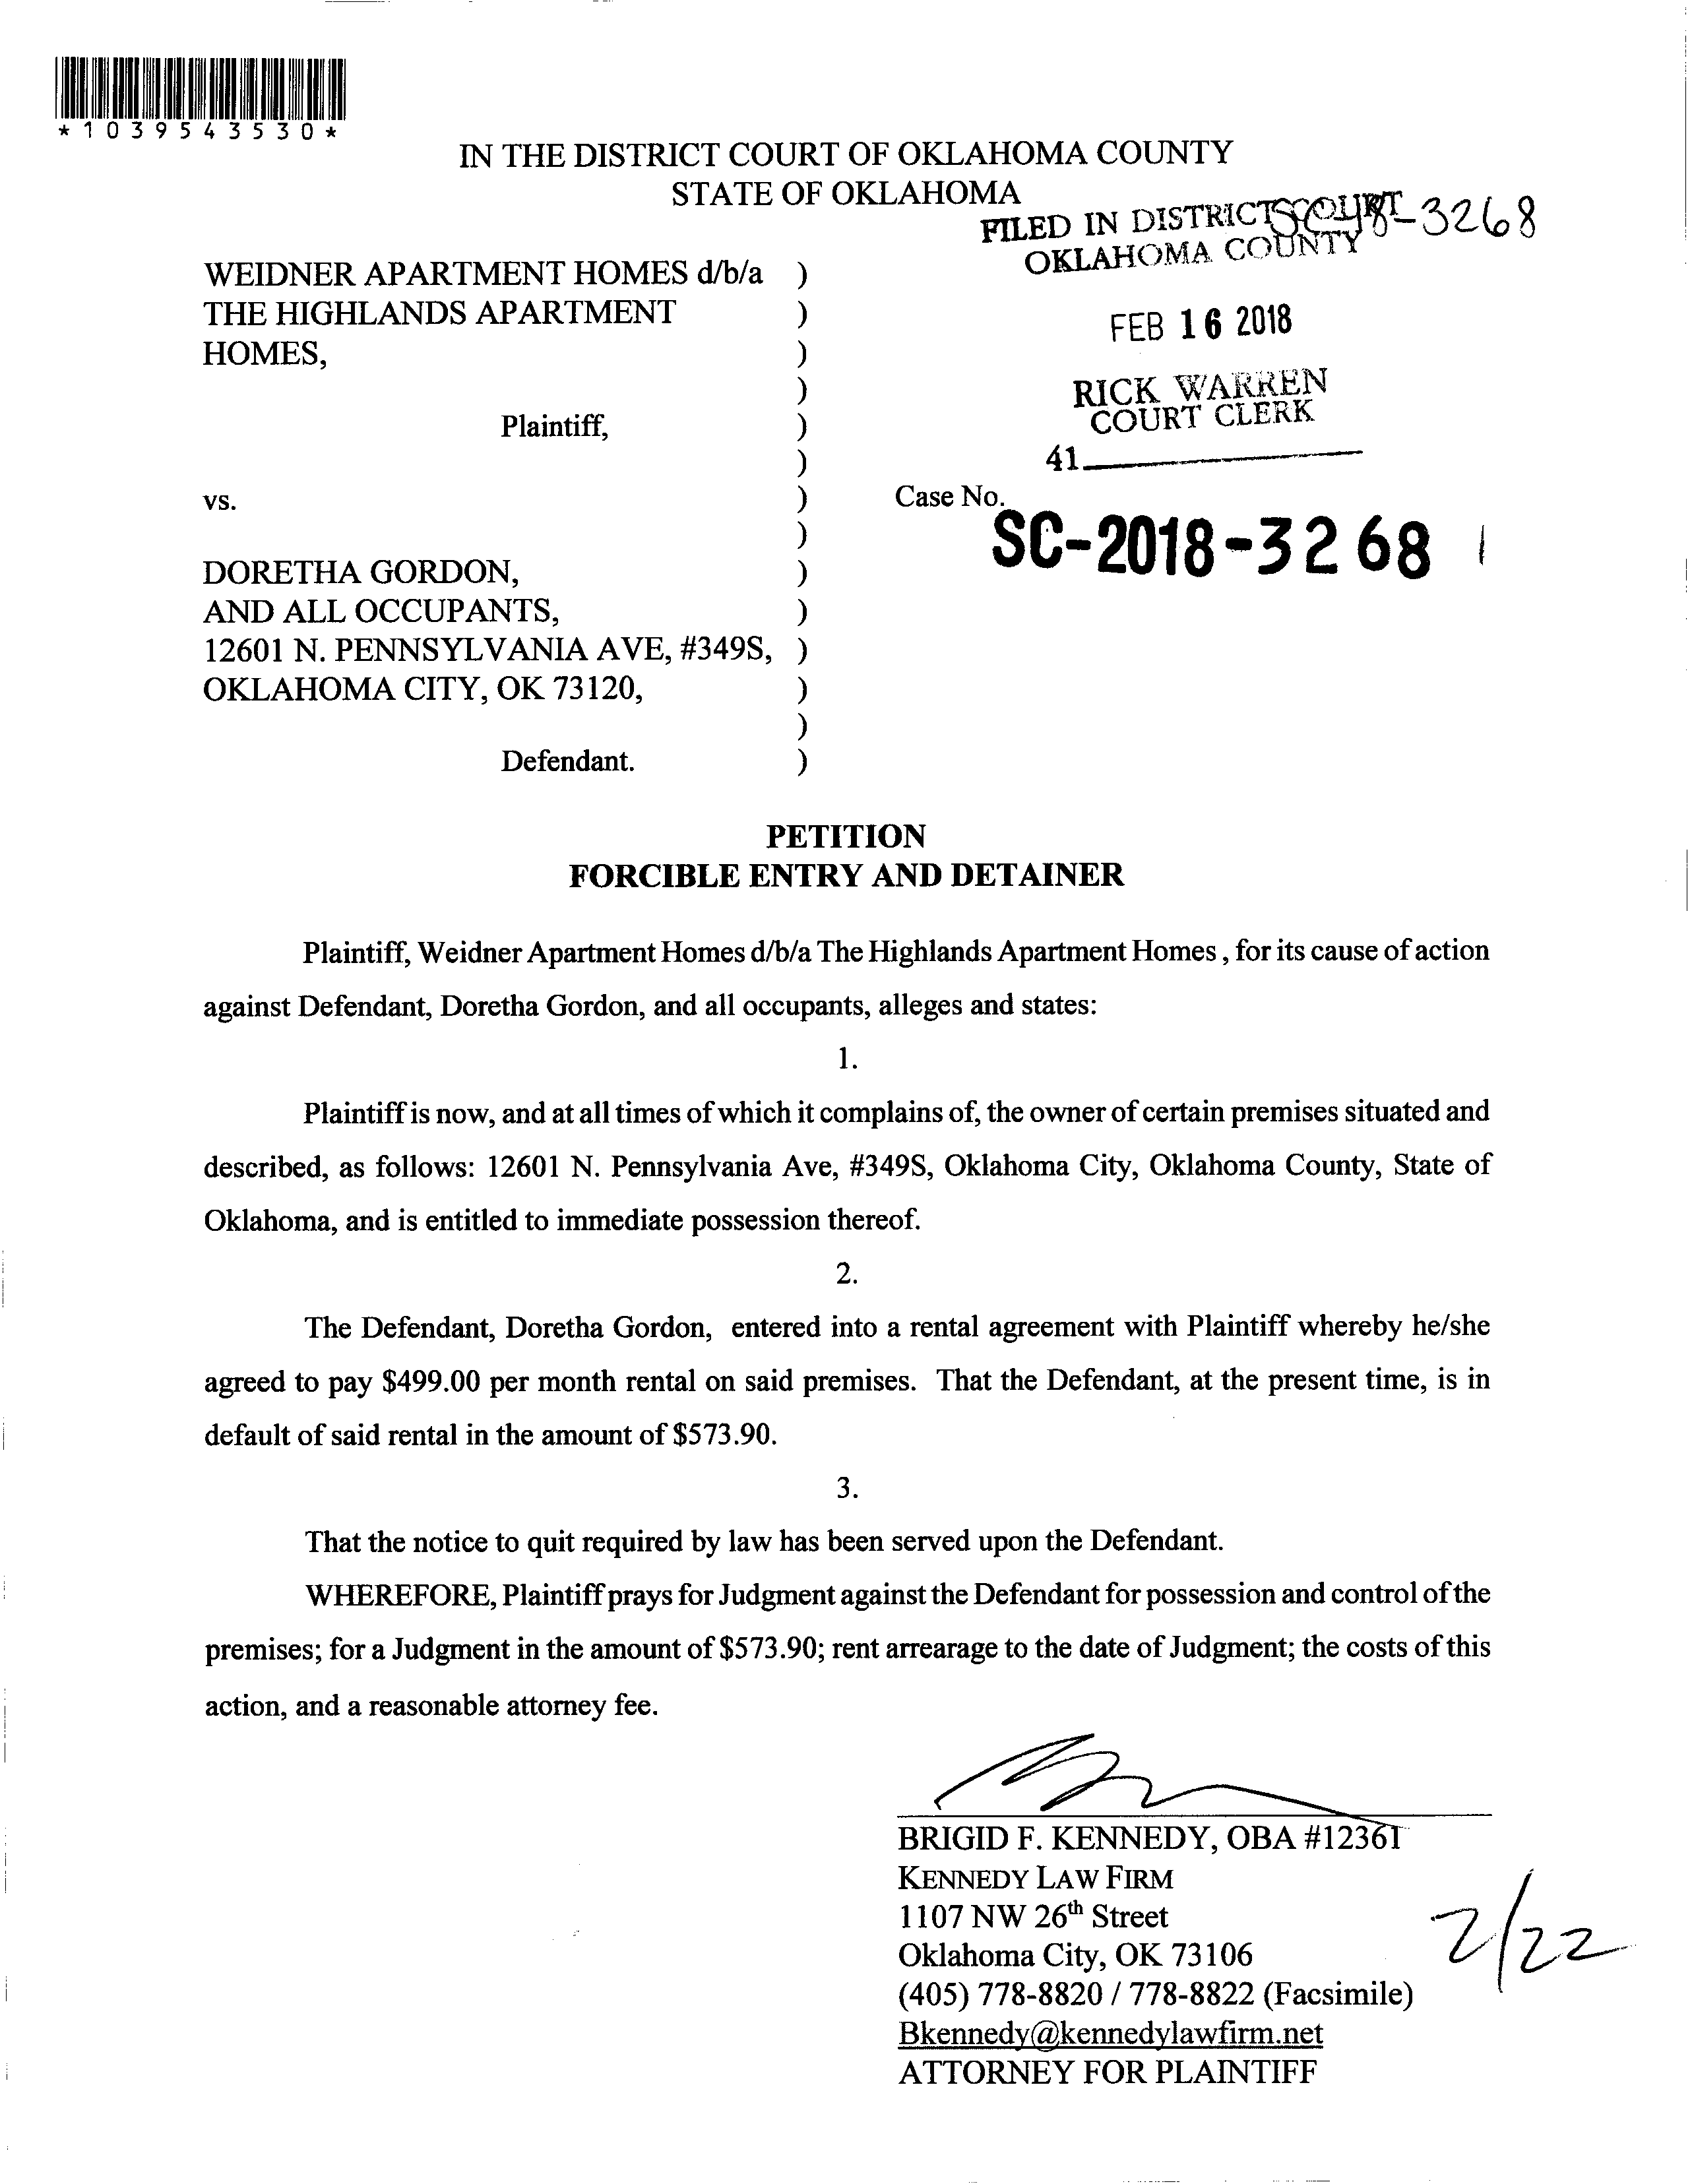 *1039543530*
IN THE DISTRICT COURT OF OKLAHOMA COUNTY
STATE OF OKLAHOMA
FILED IN DISTRICT COURT
OKLAHOMA COUNTY
SC-18-3268
FEB 16 2018
RICK WARREN
COURT CLERK
41
WEIDNER APARTMENT HOMES d/b/a )
THE HIGHLANDS APARTMENT )
HOMES, )
)
Plaintiff, )
)
vs. ) Case No.
SC-2018-3268
)
DORETHA GORDON, )
AND ALL OCCUPANTS, )
12601 N. PENNSYLVANIA AVE, #349S, )
OKLAHOMA CITY, OK 73120, )
)
Defendant. )
PETITION
FORCIBLE ENTRY AND DETAINER
Plaintiff, Weidner Apartment Homes d/b/a The Highlands Apartment Homes , for its cause of action
against Defendant, Doretha Gordon, and all occupants, alleges and states:
1.
Plaintiff is now, and at all times of which it complains of, the owner of certain premises situated and
described, as follows: 12601 N. Pennsylvania Ave, #349S, Oklahoma City, Oklahoma County, State of
Oklahoma, and is entitled to immediate possession thereof.
2.
The Defendant, Doretha Gordon, entered into a rental agreement with Plaintiff whereby he/she
agreed to pay $499.00 per month rental on said premises. That the Defendant, at the present time, is in
default of said rental in the amount of $573.90.
3.
That the notice to quit required by law has been served upon the Defendant.
WHEREFORE, Plaintiff prays for Judgment against the Defendant for possession and control of the
premises; for a Judgment in the amount of $573.90; rent arrearage to the date of Judgment; the costs of this
action, and a reasonable attorney fee.
BRIGID F. KENNEDY, OBA #12361
KENNEDY LAW FIRM
1107 NW 26th Street
Oklahoma City, OK 73106
(405) 778-8820 / 778-8822 (Facsimile)
Bkennedy@kennedylawfirm.net
ATTORNEY FOR PLAINTIFF
2/22